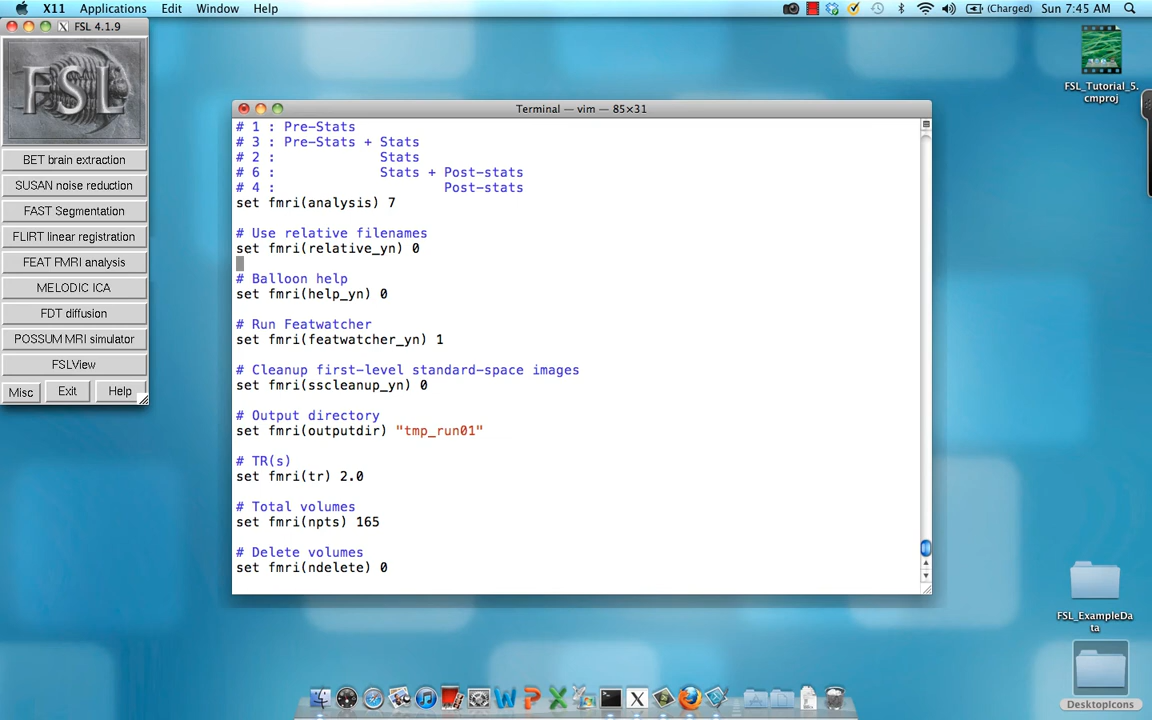 X11 Applications Edit Window Help
(Charged) Sun 7:45 AM
FSL 4.1.9
FSL
BET brain extraction
SUSAN noise reduction
FAST Segmentation
FLIRT linear registration
FEAT FMRI analysis
MELODIC ICA
FDT diffusion
POSSUM MRI simulator
FSLView
Misc Exit Help
Terminal — vim — 85×31
# 1 : Pre-Stats
# 3 : Pre-Stats + Stats
# 2 : Stats
# 6 : Stats + Post-stats
# 4 : Post-stats
set fmri(analysis) 7
# Use relative filenames
set fmri(relative_yn) 0
# Balloon help
set fmri(help_yn) 0
# Run Featwatcher
set fmri(featwatcher_yn) 1
# Cleanup first-level standard-space images
set fmri(sscleanup_yn) 0
# Output directory
set fmri(outputdir) "tmp_run01"
# TR(s)
set fmri(tr) 2.0
# Total volumes
set fmri(npts) 165
# Delete volumes
set fmri(ndelete) 0
FSL_Tutorial_5.
cmproj
FSL_ExampleDa
ta
DesktopIcons